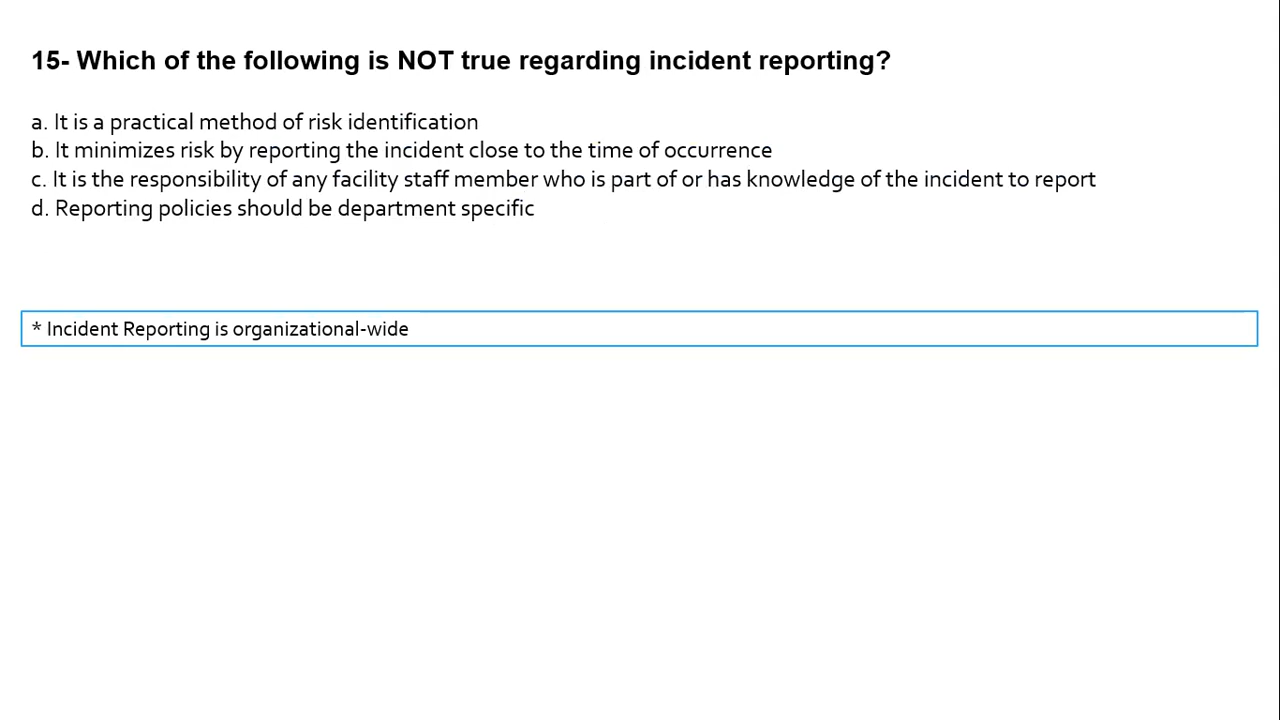 15- Which of the following is NOT true regarding incident reporting?
a. It is a practical method of risk identification
b. It minimizes risk by reporting the incident close to the time of occurrence
c. It is the responsibility of any facility staff member who is part of or has knowledge of the incident to report
d. Reporting policies should be department specific
* Incident Reporting is organizational-wide